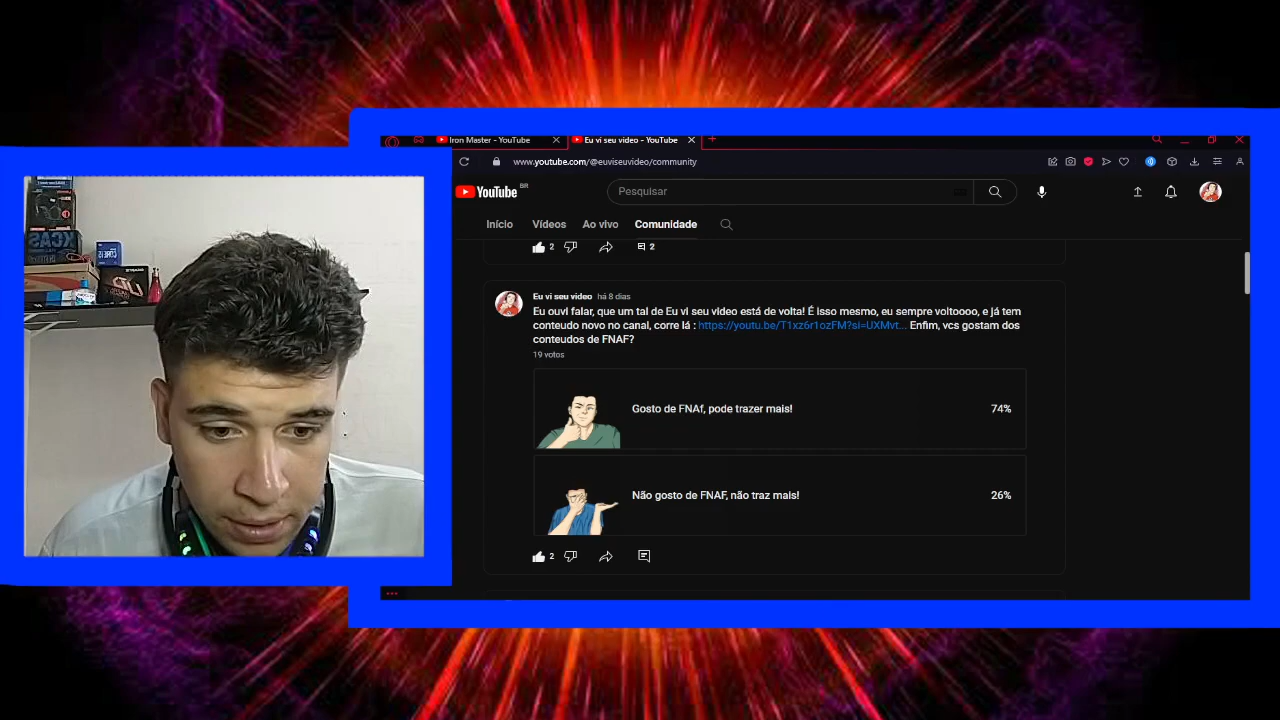 Iron Master - YouTube
Eu vi seu video - YouTube
www.youtube.com/@euviseuvideo/community
YouTube BR
Pesquisar
Início
Vídeos
Ao vivo
Comunidade
2
2
Eu vi seu video há 8 dias
Eu ouvi falar, que um tal de Eu vi seu video está de volta! É isso mesmo, eu sempre voltoooo, e já tem
conteudo novo no canal, corre lá : https://youtu.be/T1xz6r1ozFM?si=UXMvt... Enfim, vcs gostam dos
conteudos de FNAF?
19 votos
Gosto de FNAf, pode trazer mais!
74%
Não gosto de FNAF, não traz mais!
26%
2